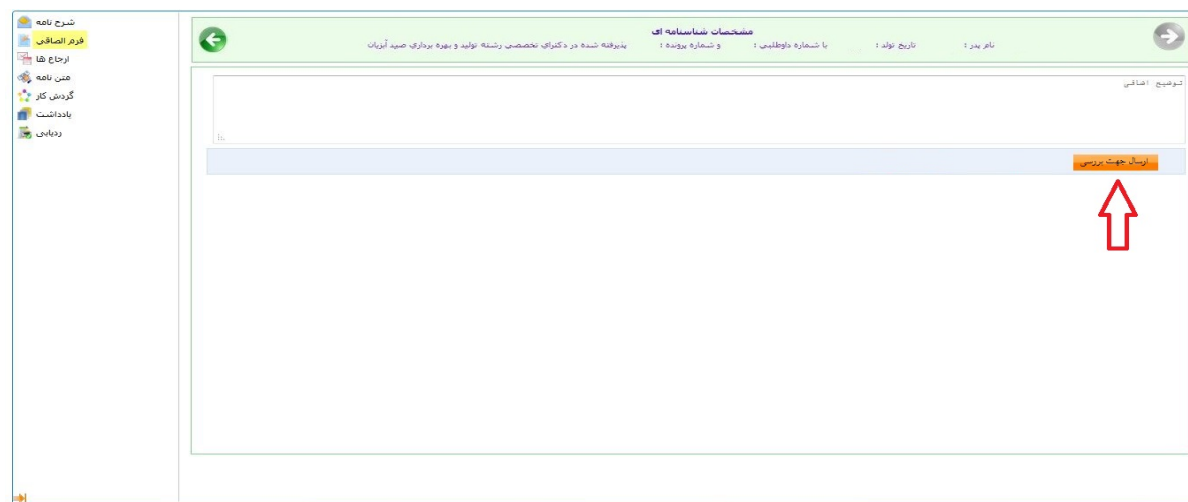 شرح نامه
فرم الصاقی
ارجاع ها
متن نامه
گردش کار
یادداشت
ردیابی
مشخصات شناسنامه ای
نام پدر : تاریخ تولد : با شماره داوطلبی : و شماره پرونده : پذیرفته شده در دکترای تخصصی رشته تولید و بهره برداری صید آبزیان
توضیح اضافی
ارسال جهت بررسی